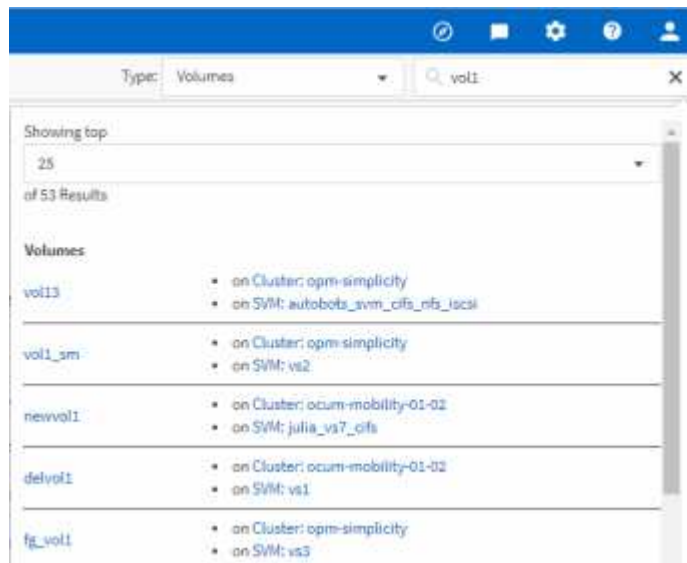 Type: Volumes vol1
Showing top
25
of 53 Results
Volumes
vol13
on Cluster: opm-simplicity
on SVM: autobots_svm_cifs_nfs_iscsi
vol1_sm
on Cluster: opm-simplicity
on SVM: vs2
newvol1
on Cluster: ocum-mobility-01-02
on SVM: julia_vs7_cifs
delvol1
on Cluster: ocum-mobility-01-02
on SVM: vs1
fg_vol1
on Cluster: opm-simplicity
on SVM: vs3